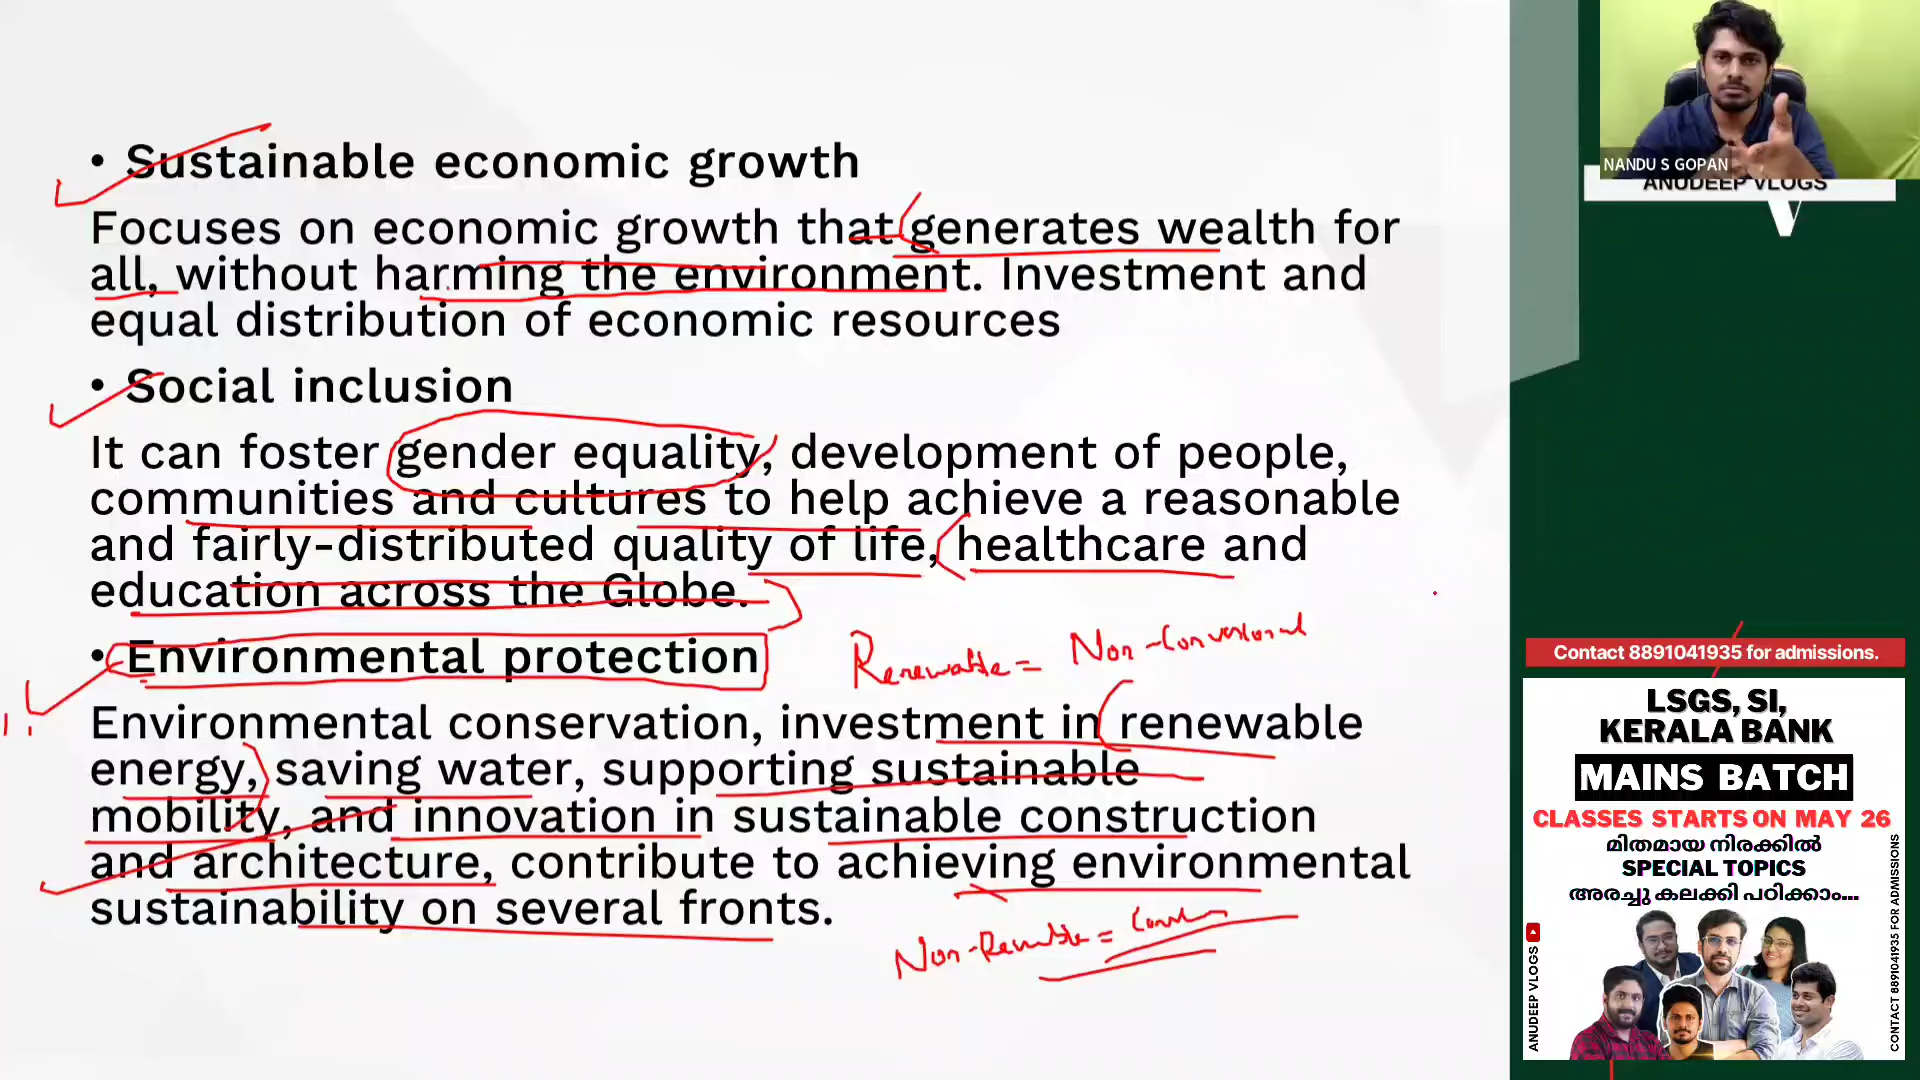 • Sustainable economic growth
Focuses on economic growth that generates wealth for
all, without harming the environment. Investment and
equal distribution of economic resources
• Social inclusion
It can foster gender equality, development of people,
communities and cultures to help achieve a reasonable
and fairly-distributed quality of life, healthcare and
education across the Globe.
• Environmental protection
Renewable = Non-Conventional
Environmental conservation, investment in renewable
energy, saving water, supporting sustainable
mobility, and innovation in sustainable construction
and architecture, contribute to achieving environmental
sustainability on several fronts.
Non-Renewable =
NANDU S GOPAN
ANUDEEP VLOGS
Contact 8891041935 for admissions.
LSGS, SI,
KERALA BANK
MAINS BATCH
CLASSES STARTS ON MAY 26
മിതമായ നിരക്കിൽ
SPECIAL TOPICS
അരച്ചു കലക്കി പഠിക്കാം...
ANUDEEP VLOGS
CONTACT 8891041935 FOR ADMISSIONS